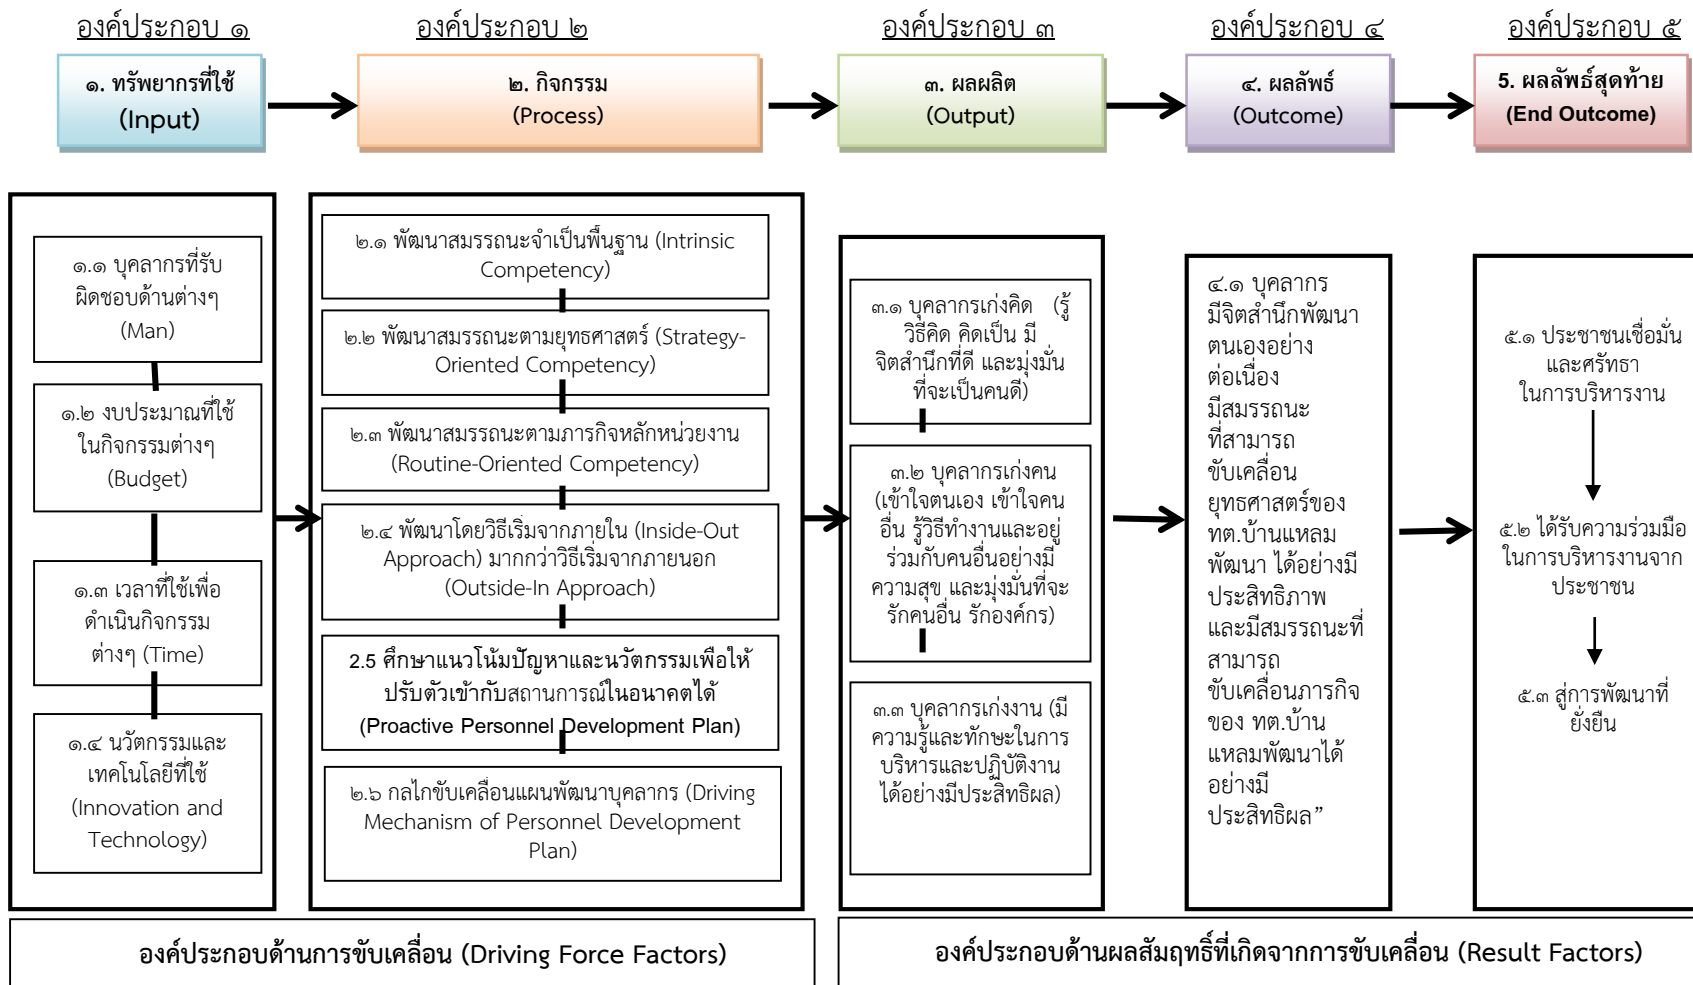 องค์ประกอบ ๑
องค์ประกอบ ๒
องค์ประกอบ ๓
องค์ประกอบ ๔
องค์ประกอบ ๕
๑. ทรัพยากรที่ใช้
(Input)
๒. กิจกรรม
(Process)
๓. ผลผลิต
(Output)
๔. ผลลัพธ์
(Outcome)
5. ผลลัพธ์สุดท้าย
(End Outcome)
๑.๑ บุคลากรที่รับ
ผิดชอบด้านต่างๆ
(Man)
๑.๒ งบประมาณที่ใช้
ในกิจกรรมต่างๆ
(Budget)
๑.๓ เวลาที่ใช้เพื่อ
ดำเนินกิจกรรม
ต่างๆ (Time)
๑.๔ นวัตกรรมและ
เทคโนโลยีที่ใช้
(Innovation and
Technology)
๒.๑ พัฒนาสมรรถนะจำเป็นพื้นฐาน (Intrinsic
Competency)
๒.๒ พัฒนาสมรรถนะตามยุทธศาสตร์ (Strategy-
Oriented Competency)
๒.๓ พัฒนาสมรรถนะตามภารกิจหลักหน่วยงาน
(Routine-Oriented Competency)
๒.๔ พัฒนาโดยวิธีเริ่มจากภายใน (Inside-Out
Approach) มากกว่าวิธีเริ่มจากภายนอก
(Outside-In Approach)
2.5 ศึกษาแนวโน้มปัญหาและนวัตกรรมเพื่อให้
ปรับตัวเข้ากับสถานการณ์ในอนาคตได้
(Proactive Personnel Development Plan)
๒.๖ กลไกขับเคลื่อนแผนพัฒนาบุคลากร (Driving
Mechanism of Personnel Development
Plan)
๓.๑ บุคลากรเก่งคิด (รู้
วิธีคิด คิดเป็น มี
จิตสำนึกที่ดี และมุ่งมั่น
ที่จะเป็นคนดี)
๓.๒ บุคลากรเก่งคน
(เข้าใจตนเอง เข้าใจคน
อื่น รู้วิธีทำงานและอยู่
ร่วมกับคนอื่นอย่างมี
ความสุข และมุ่งมั่นที่จะ
รักคนอื่น รักองค์กร)
๓.๓ บุคลากรเก่งงาน (มี
ความรู้และทักษะในการ
บริหารและปฏิบัติงาน
ได้อย่างมีประสิทธิผล)
๔.๑ บุคลากร
มีจิตสำนึกพัฒนา
ตนเองอย่าง
ต่อเนื่อง
มีสมรรถนะ
ที่สามารถ
ขับเคลื่อน
ยุทธศาสตร์ของ
ทต.บ้านแหลม
พัฒนา ได้อย่างมี
ประสิทธิภาพ
และมีสมรรถนะที่
สามารถ
ขับเคลื่อนภารกิจ
ของ ทต.บ้าน
แหลมพัฒนาได้
อย่างมี
ประสิทธิผล”
๕.๑ ประชาชนเชื่อมั่น
และศรัทธา
ในการบริหารงาน
๕.๒ ได้รับความร่วมมือ
ในการบริหารงานจาก
ประชาชน
๕.๓ สู่การพัฒนาที่
ยั่งยืน
องค์ประกอบด้านการขับเคลื่อน (Driving Force Factors)
องค์ประกอบด้านผลสัมฤทธิ์ที่เกิดจากการขับเคลื่อน (Result Factors)